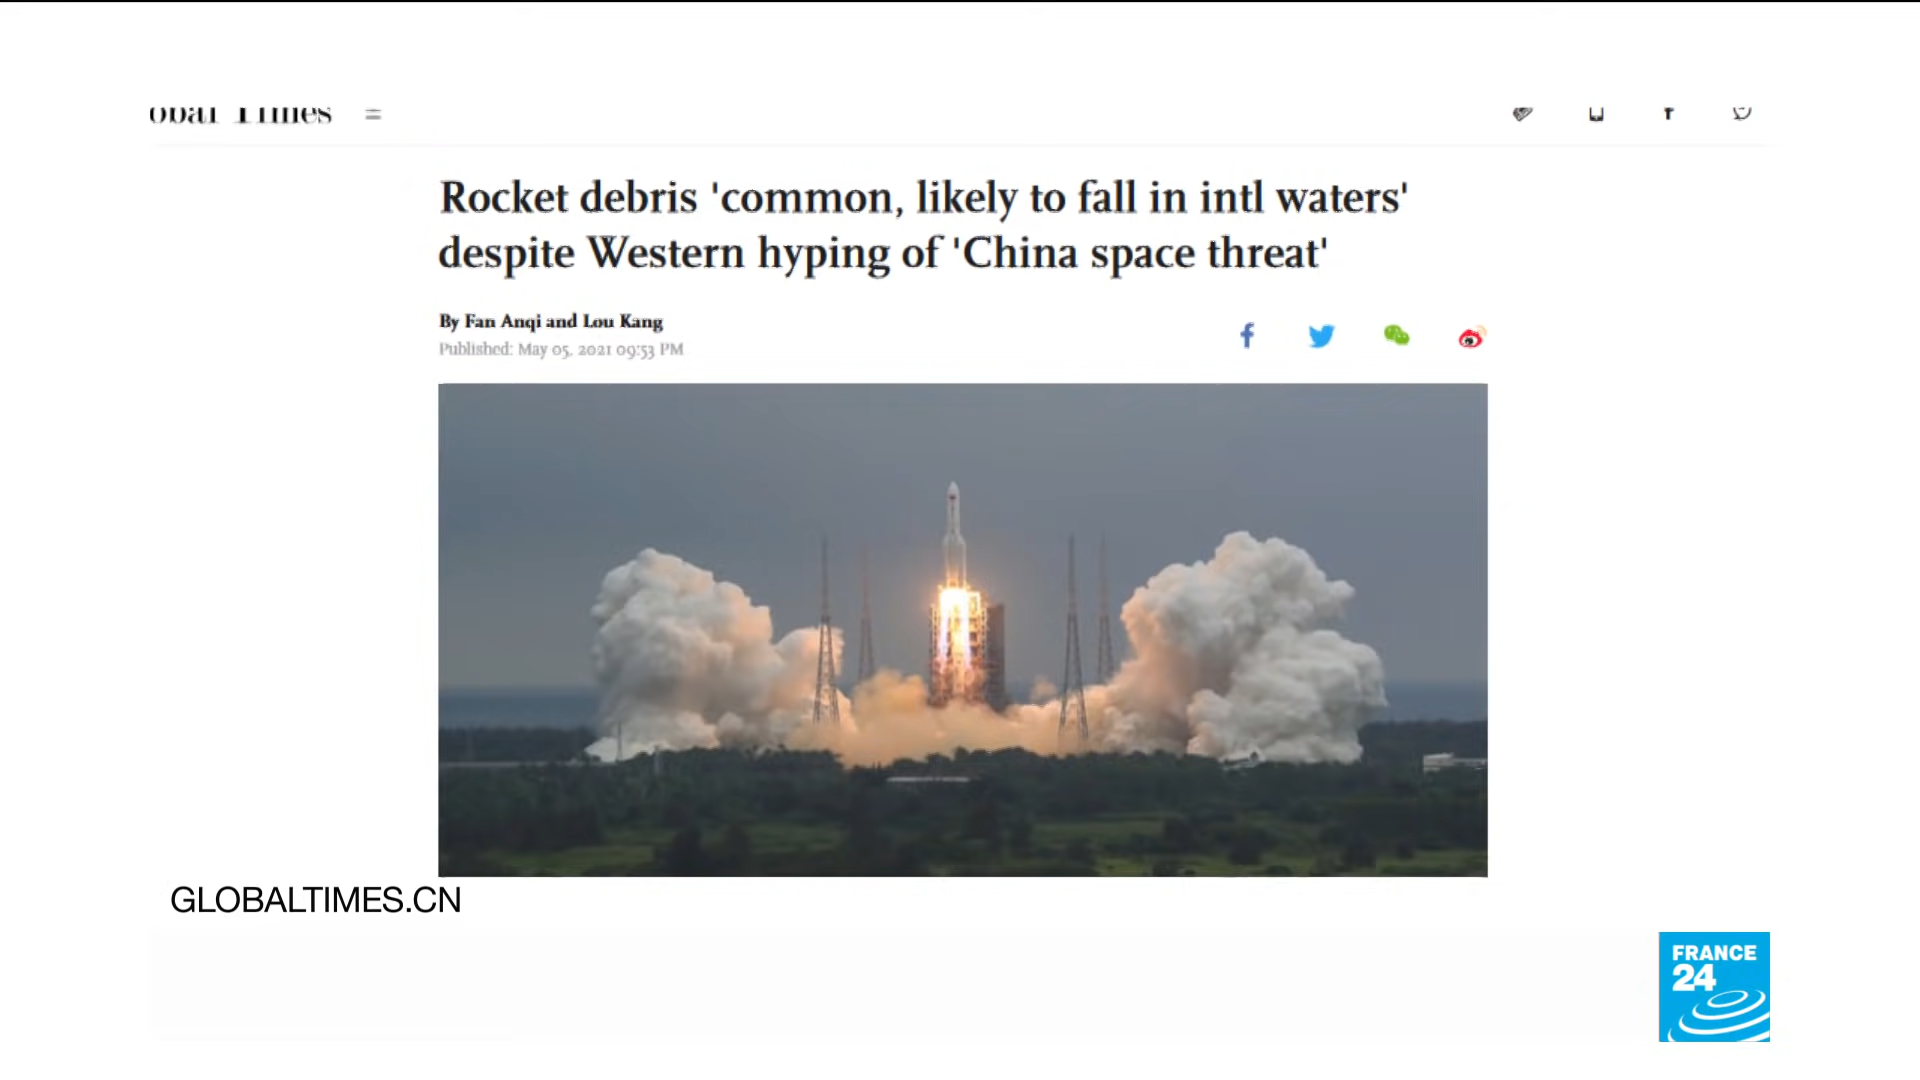 Rocket debris 'common, likely to fall in intl waters'
despite Western hyping of 'China space threat'
By Fan Anqi and Lou Kang
Published: May 05, 2021 09:53 PM
GLOBALTIMES.CN
FRANCE
24